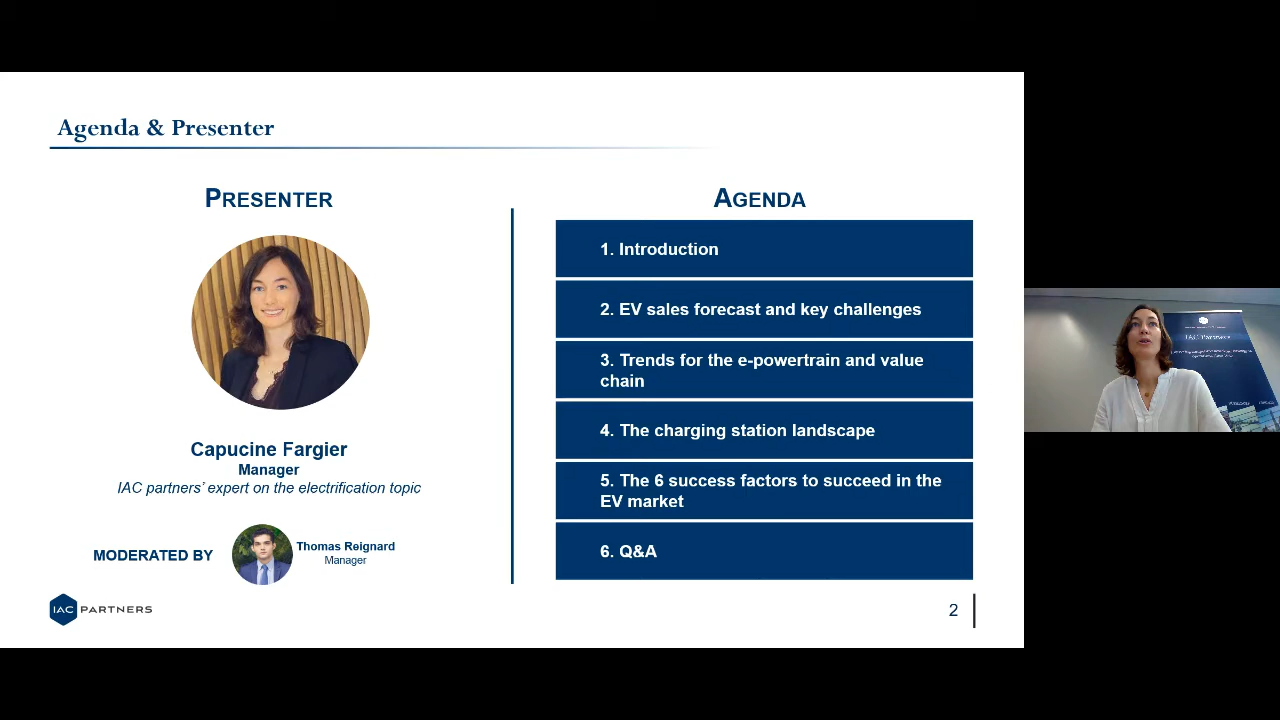 Agenda & Presenter
PRESENTER
Capucine Fargier
Manager
IAC partners' expert on the electrification topic
MODERATED BY
Thomas Reignard
Manager
AGENDA
1. Introduction
2. EV sales forecast and key challenges
3. Trends for the e-powertrain and value
chain
4. The charging station landscape
5. The 6 success factors to succeed in the
EV market
6. Q&A
IAC PARTNERS
2
IAC Partners